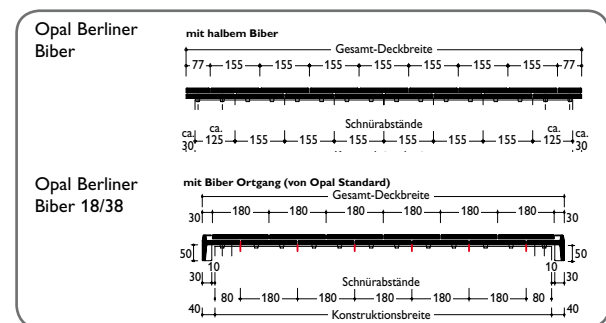 Opal Berliner
Biber
mit halbem Biber
Gesamt-Deckbreite
77 155 155 155 155 155 155 155 77
Schnürabstände
ca. 30 ca. 125 155 155 155 155 155 155 ca. 125 ca. 30
Opal Berliner
Biber 18/38
mit Biber Ortgang (von Opal Standard)
Gesamt-Deckbreite
30 180 180 180 180 180 180 30
50 50
10 10
30 Schnürabstände 30
80 180 180 180 180 180 80
40 Konstruktionsbreite 40